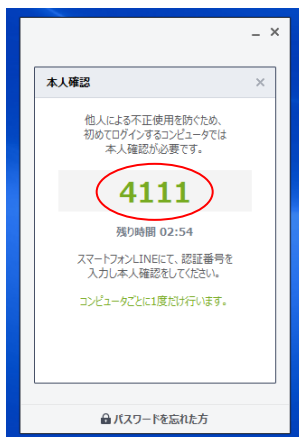 本人確認
他人による不正使用を防ぐため、
初めてログインするコンピュータでは
本人確認が必要です。
4111
残り時間 02:54
スマートフォンLINEにて、認証番号を
入力し本人確認をしてください。
コンピュータごとに1度だけ行います。
パスワードを忘れた方